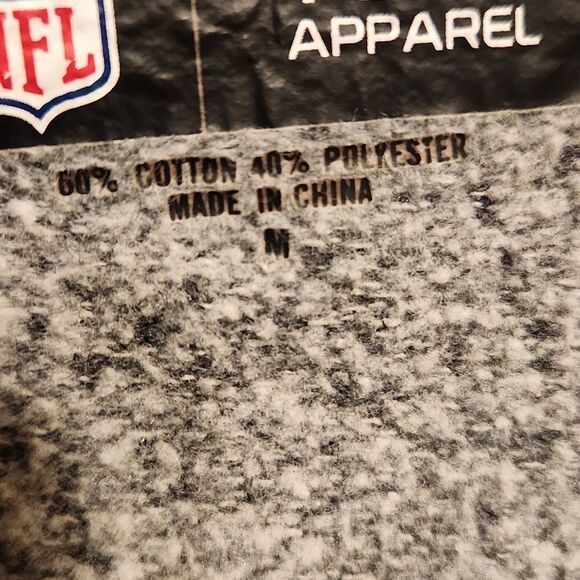 NFL
APPAREL
60% COTTON 40% POLYESTER
MADE IN CHINA
M